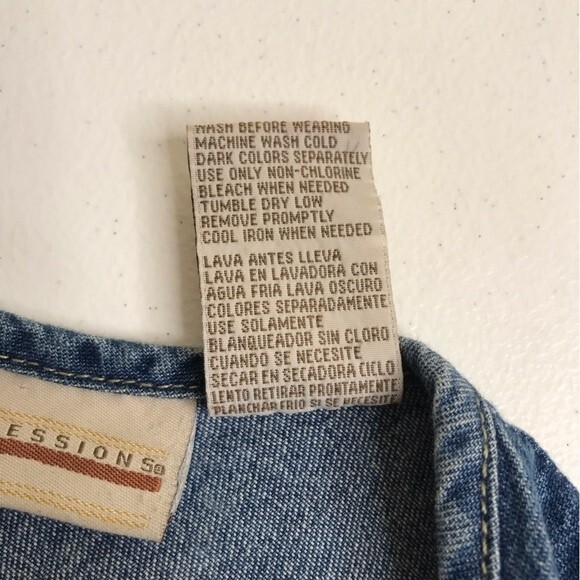 WASH BEFORE WEARING
MACHINE WASH COLD
DARK COLORS SEPARATELY
USE ONLY NON-CHLORINE
BLEACH WHEN NEEDED
TUMBLE DRY LOW
REMOVE PROMPTLY
COOL IRON WHEN NEEDED
LAVA ANTES LLEVA
LAVA EN LAVADORA CON
AGUA FRIA LAVA OSCURO
COLORES SEPARADAMENTE
USE SOLAMENTE
BLANQUEADOR SIN CLORO
CUANDO SE NECESITE
SECAR EN SECADORA CICLO
LENTO RETIRAR PRONTAMENTE
PLANCHAR FRIO SI SE NECESITE
ESSIONS®